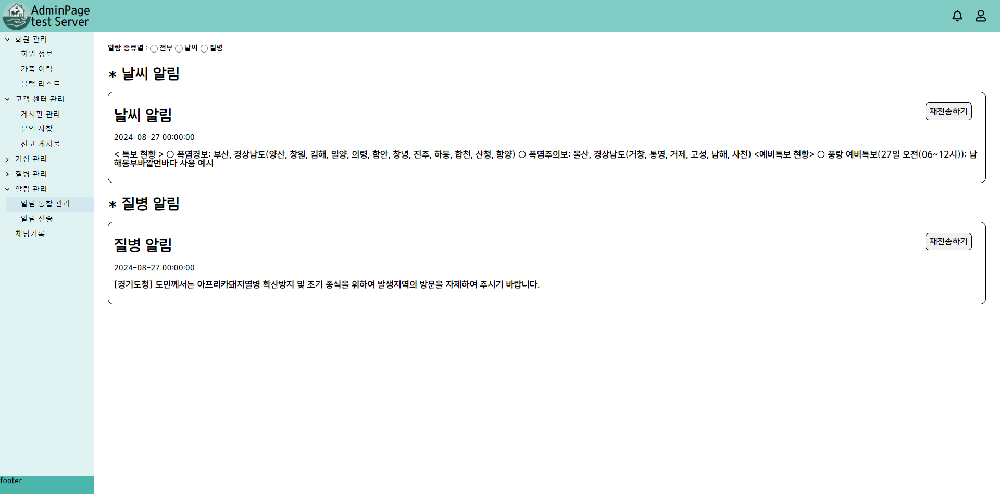 AdminPage
test Server
회원 관리
회원 정보
가축 이력
블랙 리스트
고객 센터 관리
게시판 관리
문의 사항
신고 게시물
기상 관리
질병 관리
알림 관리
알림 통합 관리
알림 전송
채팅기록
footer
알람 종류별 : 전부 날씨 질병
* 날씨 알림
날씨 알림
재전송하기
2024-08-27 00:00:00
< 특보 현황 > ○ 폭염경보: 부산, 경상남도(양산, 창원, 김해, 밀양, 의령, 함안, 창녕, 진주, 하동, 합천, 산청, 함양) ○ 폭염주의보: 울산, 경상남도(거창, 통영, 거제, 고성, 남해, 사천) <예비특보 현황> ○ 풍랑 예비특보(27일 오전(06~12시)): 남
해동부바깥먼바다 사용 예시
* 질병 알림
질병 알림
재전송하기
2024-08-27 00:00:00
[경기도청] 도민께서는 아프리카돼지열병 확산방지 및 조기 종식을 위하여 발생지역의 방문을 자제하여 주시기 바랍니다.